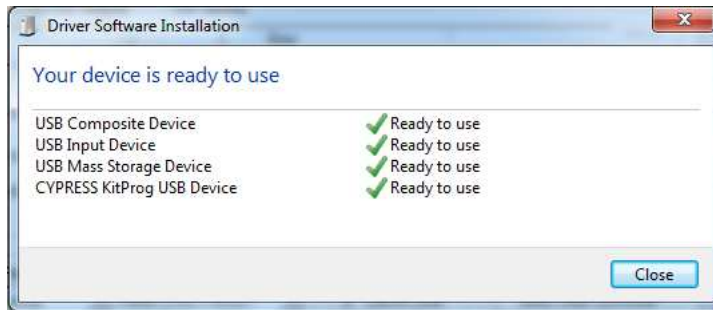 Driver Software Installation
Your device is ready to use
USB Composite Device Ready to use
USB Input Device Ready to use
USB Mass Storage Device Ready to use
CYPRESS KitProg USB Device Ready to use
Close